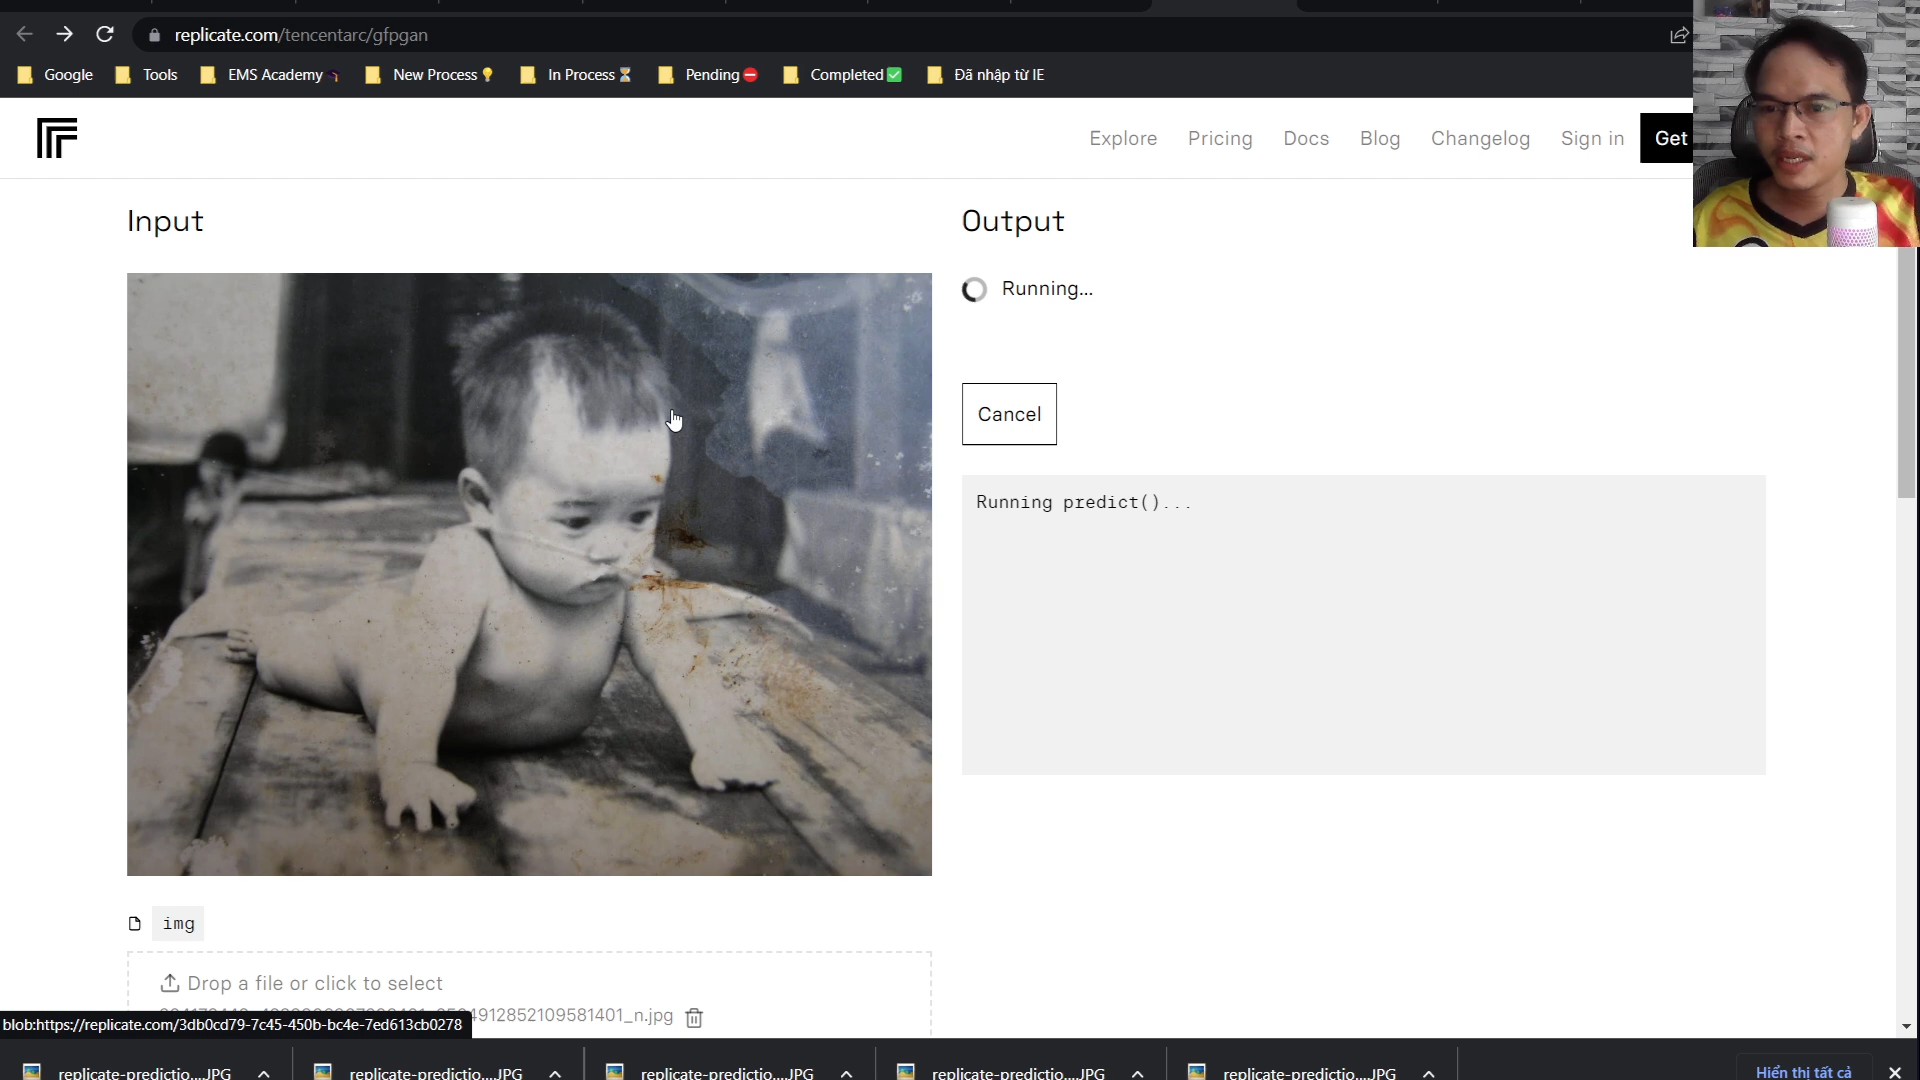 replicate.com/tencentarc/gfpgan
Google Tools EMS Academy New Process In Process Pending Completed Đã nhập từ IE
Explore Pricing Docs Blog Changelog Sign in Get
Input
Output
Running...
Cancel
Running predict()...
img
Drop a file or click to select
4912852109581401_n.jpg
blob:https://replicate.com/3db0cd79-7c45-450b-bc4e-7ed613cb0278
replicate-predictio....JPG replicate-predictio....JPG replicate-predictio....JPG replicate-predictio....JPG replicate-predictio....JPG Hiển thị tất cả